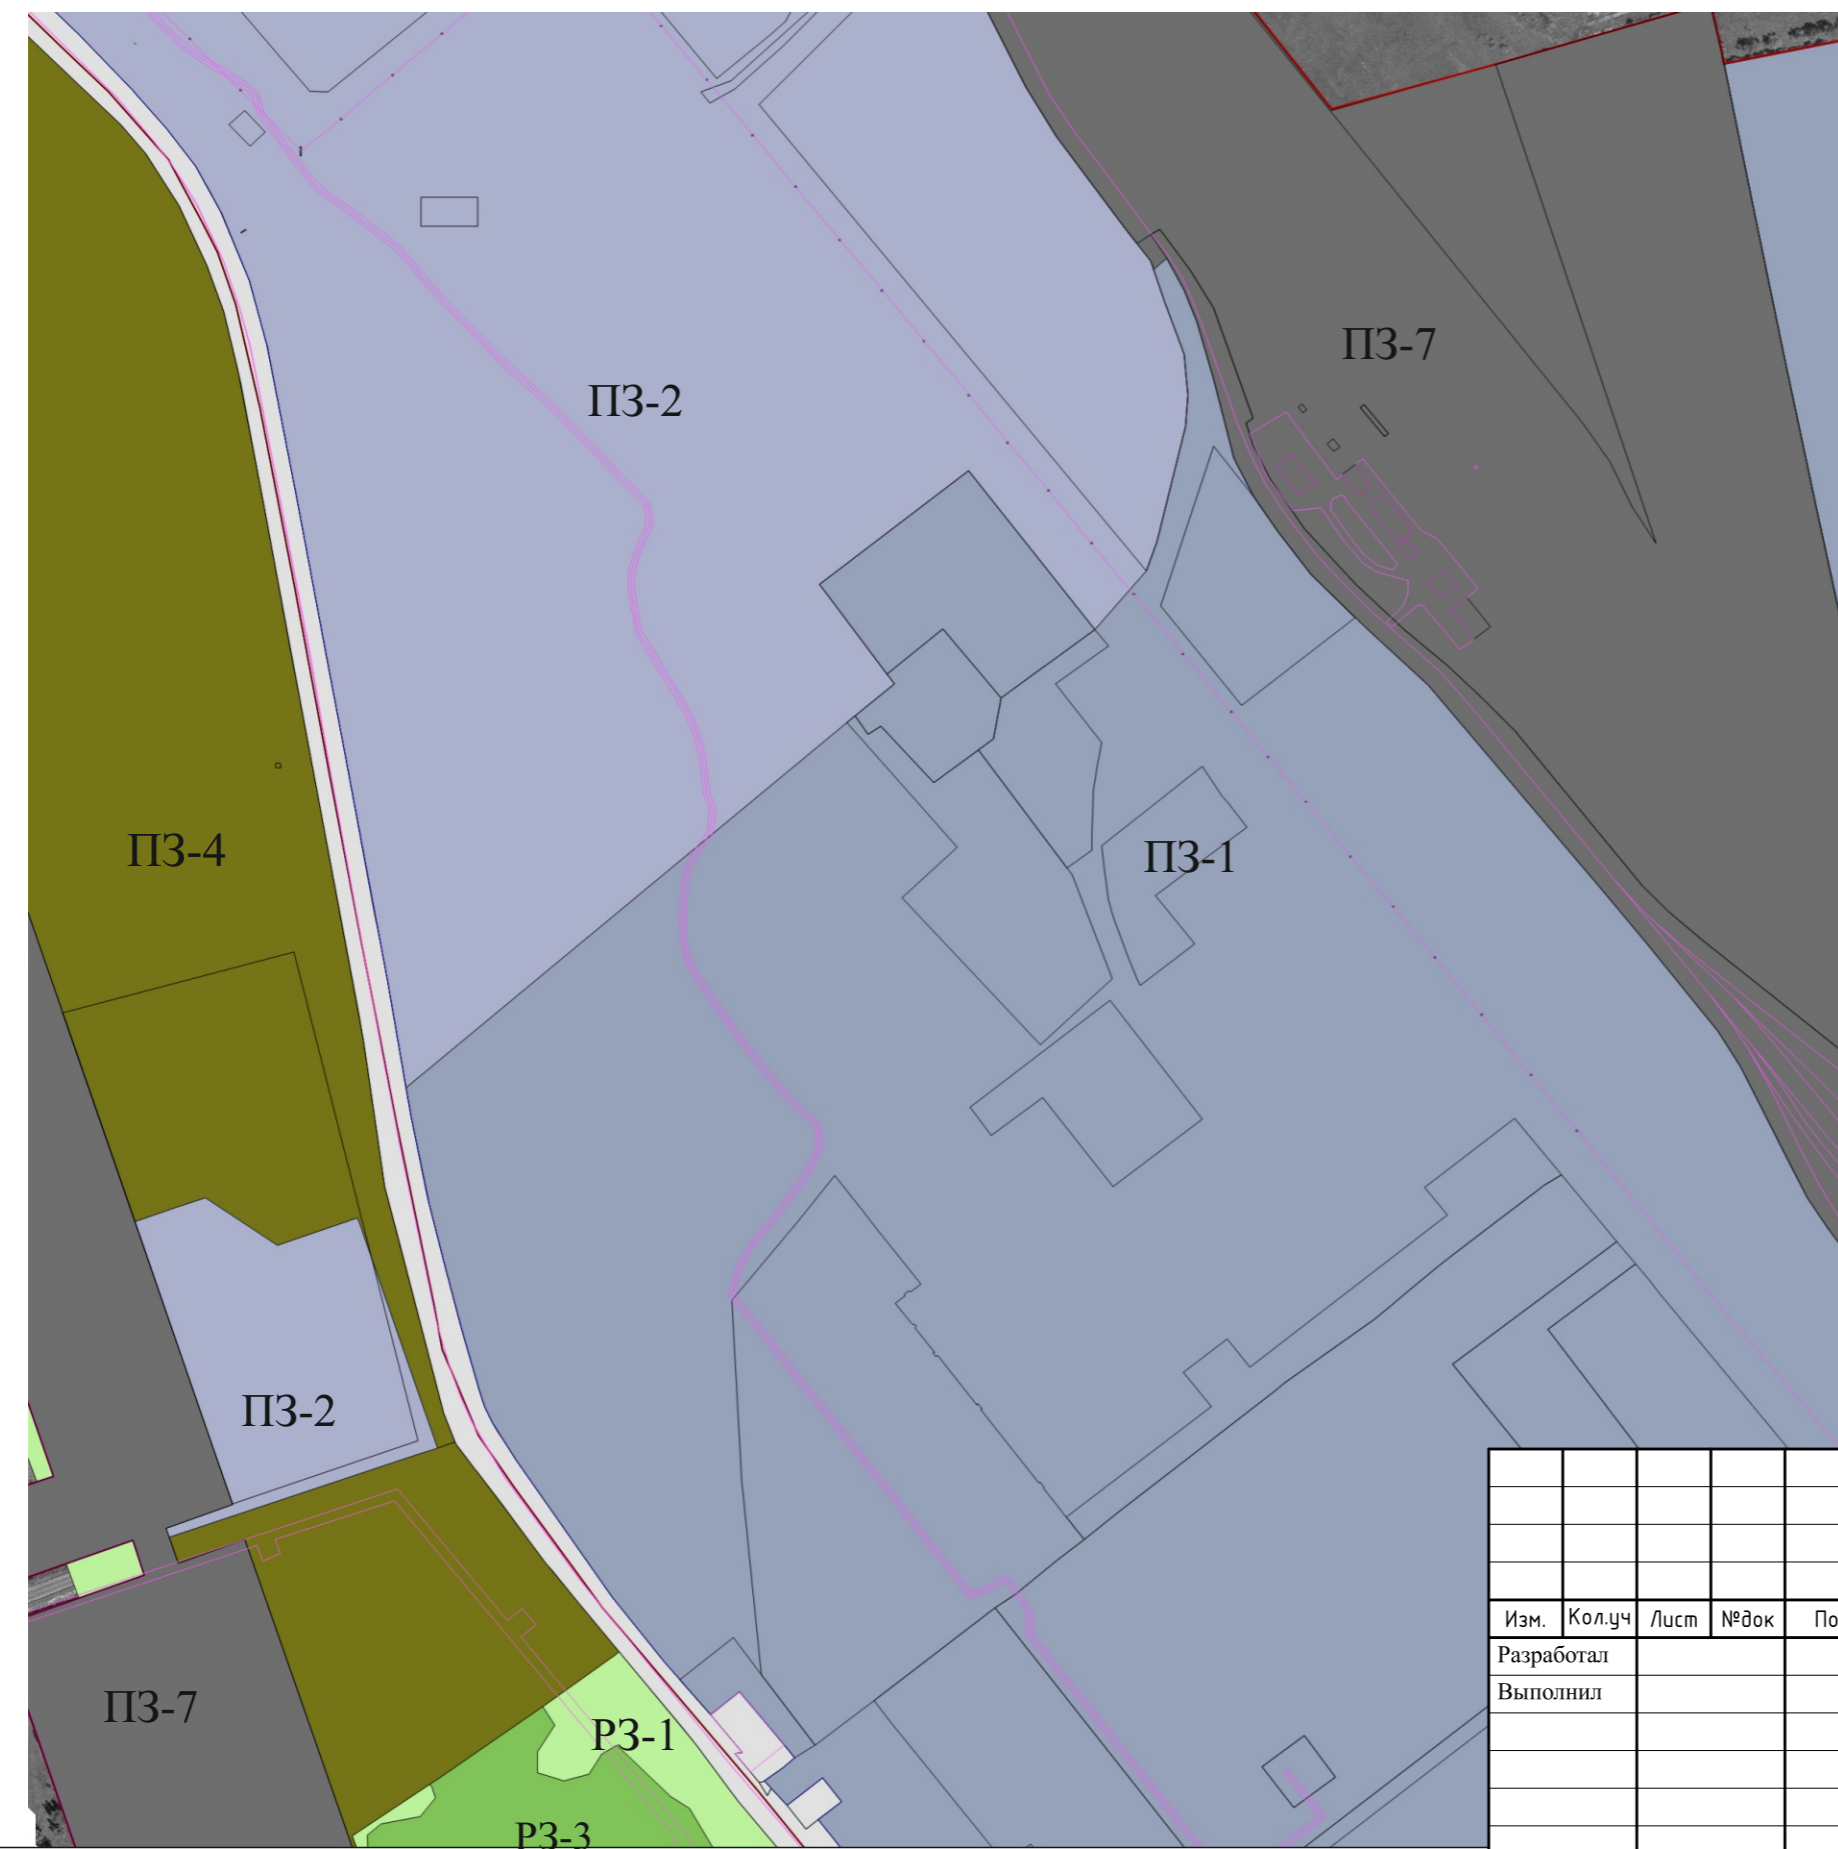 ПЗ-7
ПЗ-2
ПЗ-4
ПЗ-1
ПЗ-2
Изм. Кол.уч Лист №док По
Разработал
Выполнил
ПЗ-7
РЗ-1
РЗ-3